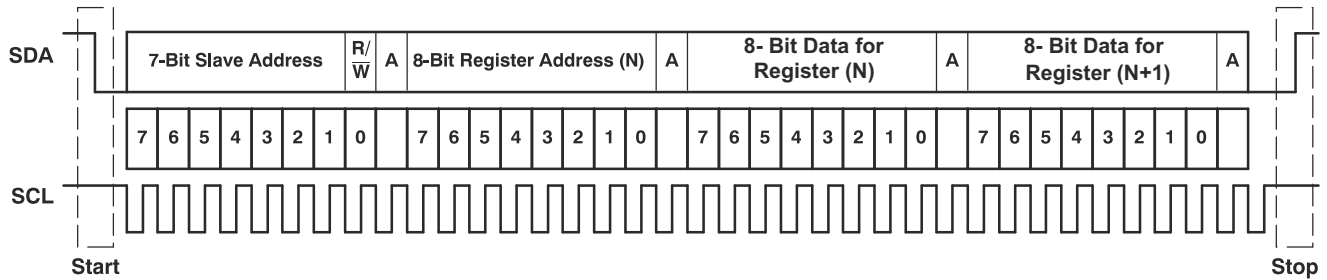 SDA
7-Bit Slave Address
R/
W
A
8-Bit Register Address (N)
A
8- Bit Data for
Register (N)
A
8- Bit Data for
Register (N+1)
A
7 6 5 4 3 2 1 0 7 6 5 4 3 2 1 0 7 6 5 4 3 2 1 0 7 6 5 4 3 2 1 0
SCL
Start
Stop